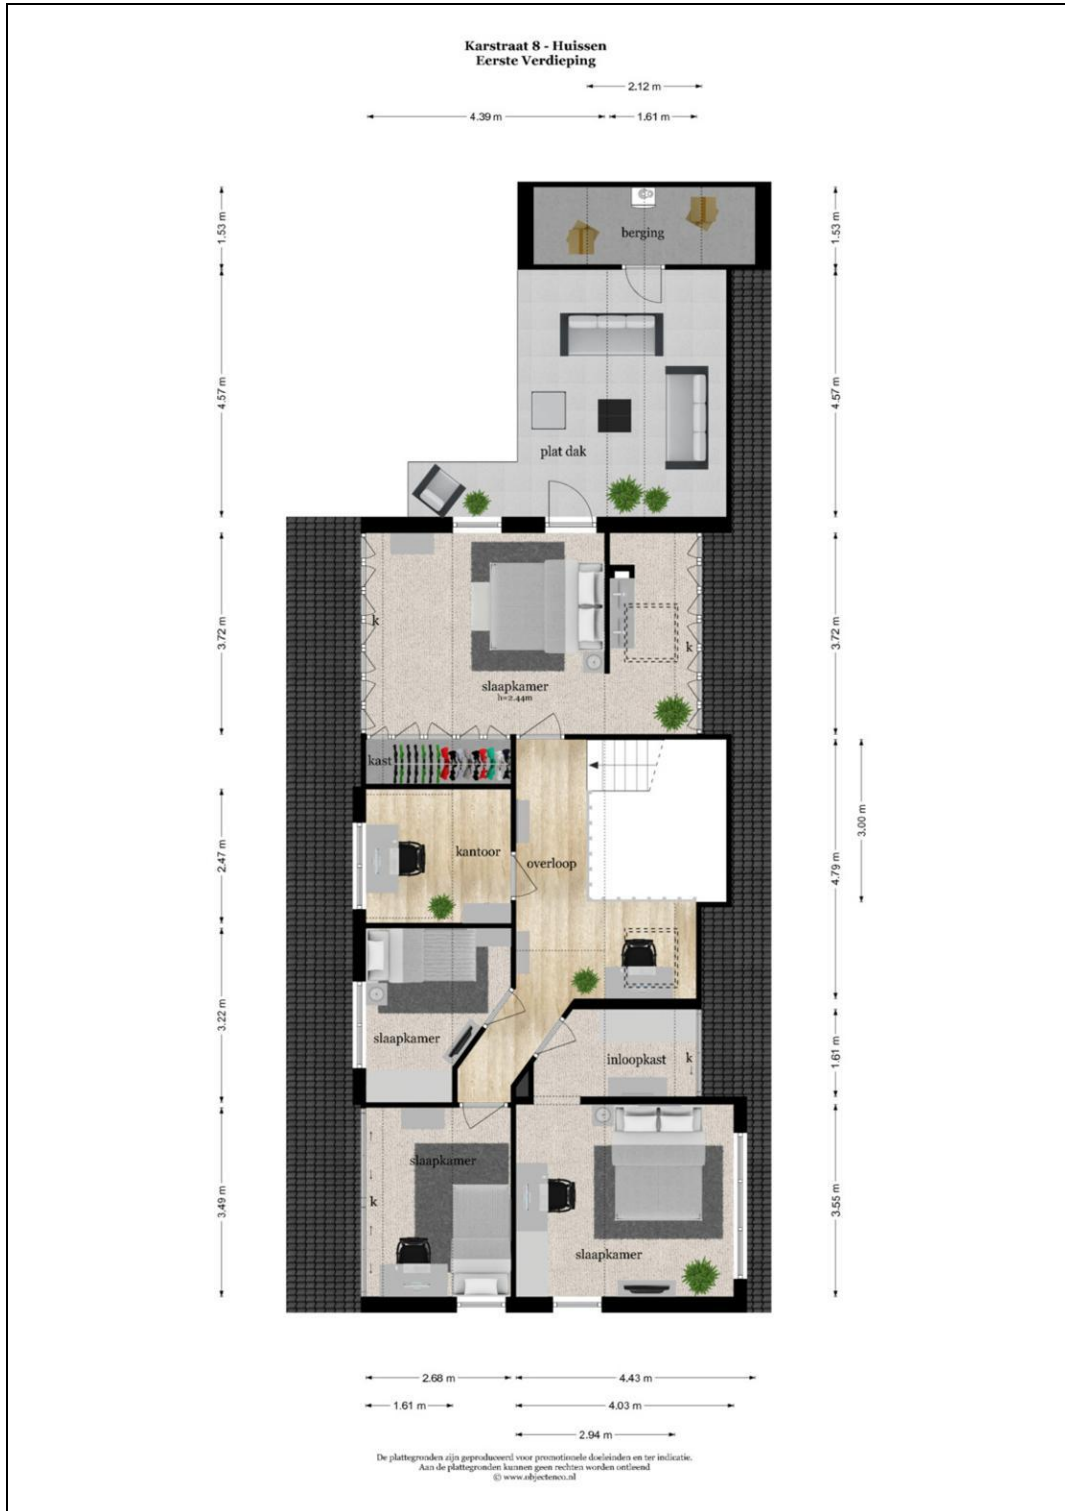 Karstraat 8 - Huissen
Eerste Verdieping
2.12 m
4.39 m
1.61 m
1.53 m
1.53 m
berging
4.57 m
4.57 m
plat dak
3.72 m
3.72 m
k
k
slaapkamer
h=2.44m
kast
3.00 m
2.47 m
kantoor
overloop
4.79 m
3.22 m
slaapkamer
inloopkast
k
1.61 m
slaapkamer
k
3.49 m
3.55 m
slaapkamer
2.68 m
4.43 m
1.61 m
4.03 m
2.94 m
De plattegronden zijn geproduceerd voor promotionele doeleinden en ter indicatie.
Aan de plattegronden kunnen geen rechten worden ontleend
© www.objectenco.nl